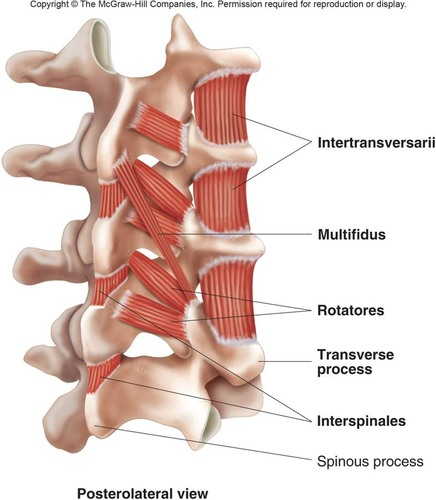 Copyright © The McGraw-Hill Companies, Inc. Permission required for reproduction or display.
Intertransversarii
Multifidus
Rotatores
Transverse
process
Interspinales
Spinous process
Posterolateral view